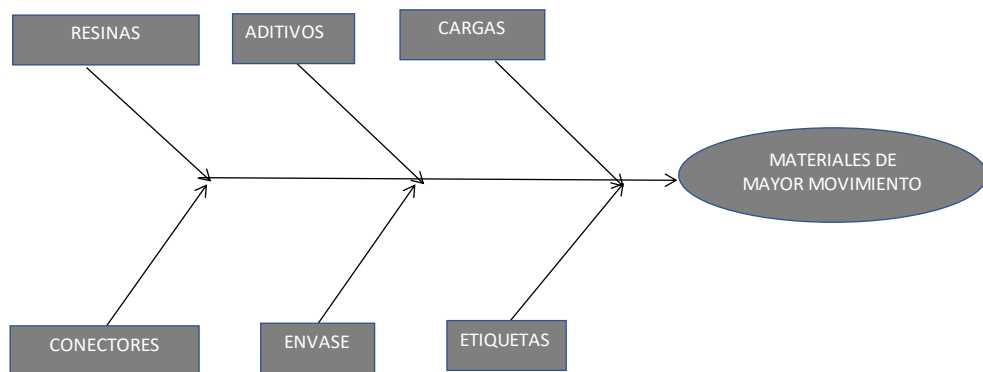 RESINAS
ADITIVOS
CARGAS
MATERIALES DE
MAYOR MOVIMIENTO
CONECTORES
ENVASE
ETIQUETAS